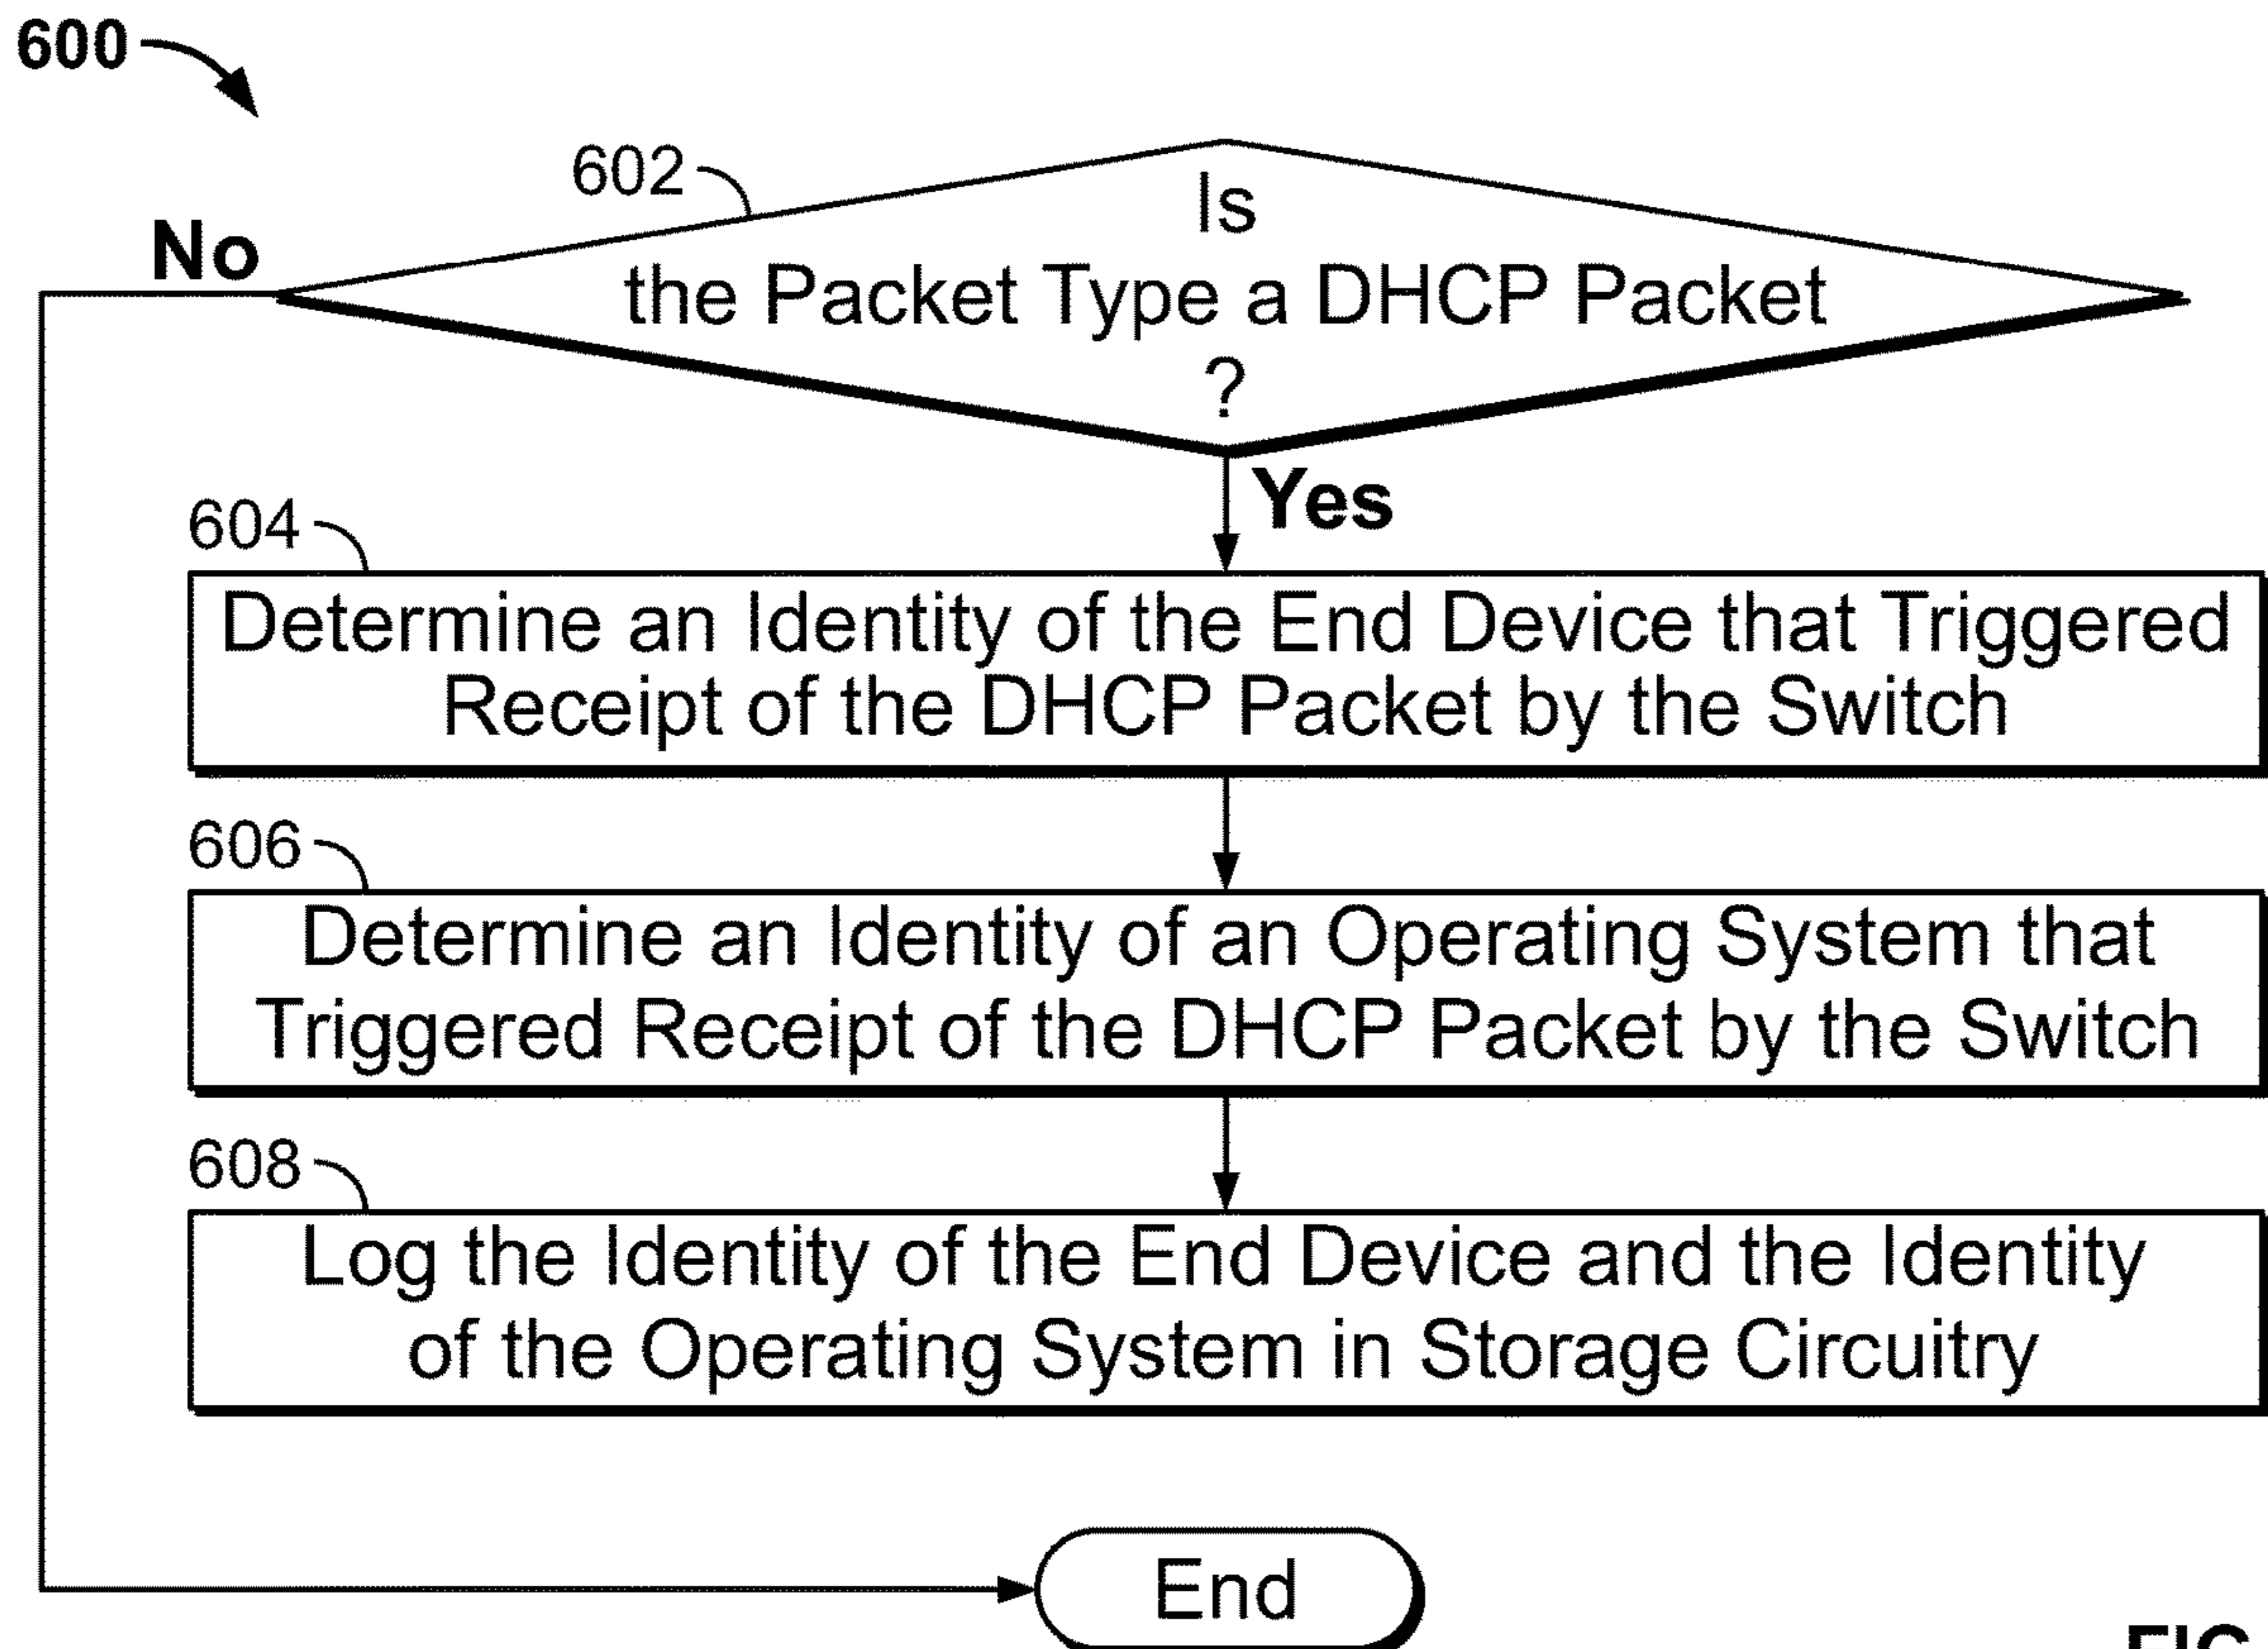 600
602
Is
the Packet Type a DHCP Packet
?
No
Yes
604
Determine an Identity of the End Device that Triggered
Receipt of the DHCP Packet by the Switch
606
Determine an Identity of an Operating System that
Triggered Receipt of the DHCP Packet by the Switch
608
Log the Identity of the End Device and the Identity
of the Operating System in Storage Circuitry
End
FIG